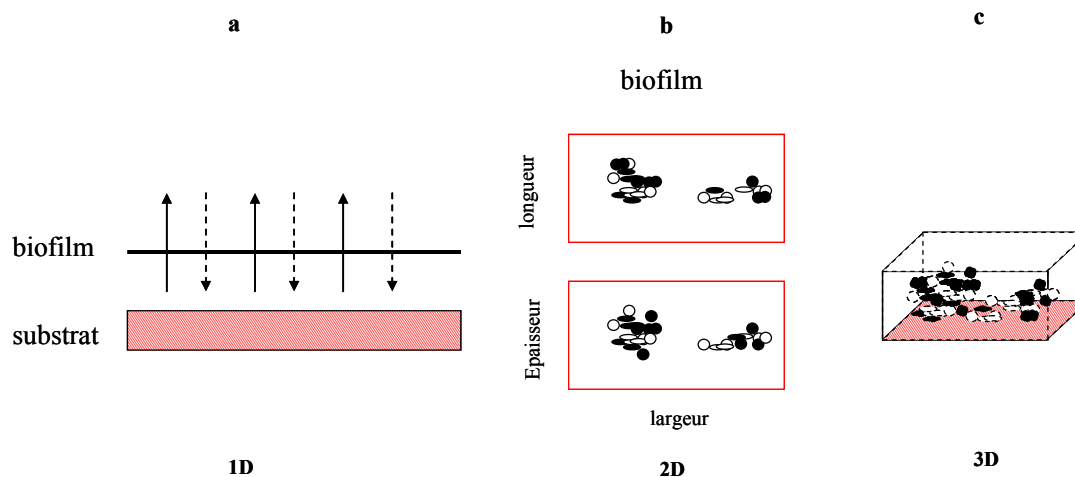 a
biofilm
substrat
1D
b
biofilm
longueur
Epaisseur
largeur
2D
c
3D